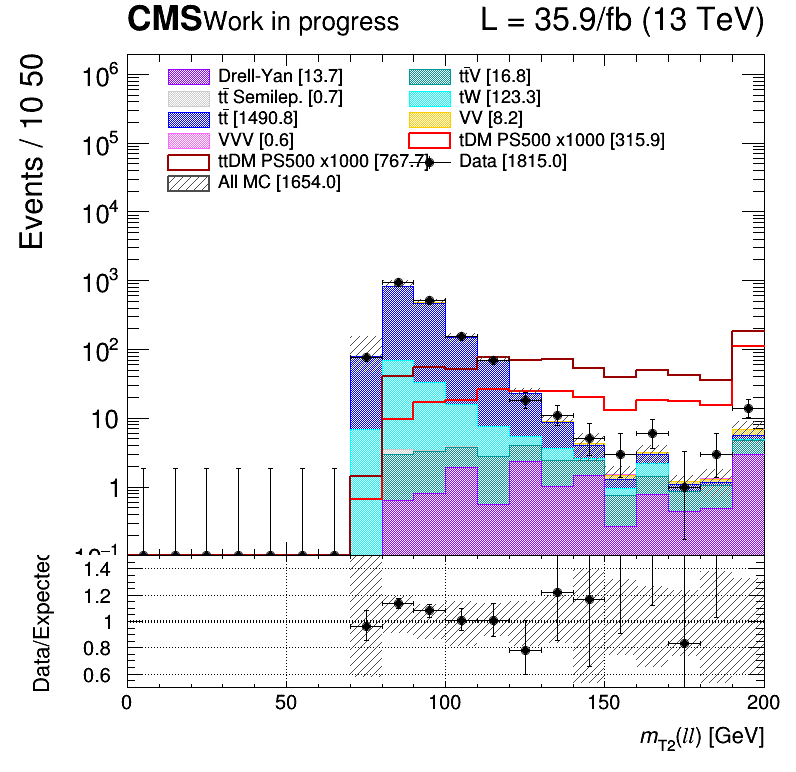 CMS Work in progress L = 35.9/fb (13 TeV)
Events / 10 50
Drell-Yan [13.7] tt̄V [16.8]
tt̄ Semilep. [0.7] tW [123.3]
tt̄ [1490.8] VV [8.2]
VVV [0.6] tDM PS500 x1000 [315.9]
ttDM PS500 x1000 [767.7] Data [1815.0]
All MC [1654.0]
10⁶
10⁵
10⁴
10³
10²
10
1
10⁻¹
Data/Expected
1.4
1.2
1
0.8
0.6
0 50 100 150 200
m_T2(ll) [GeV]